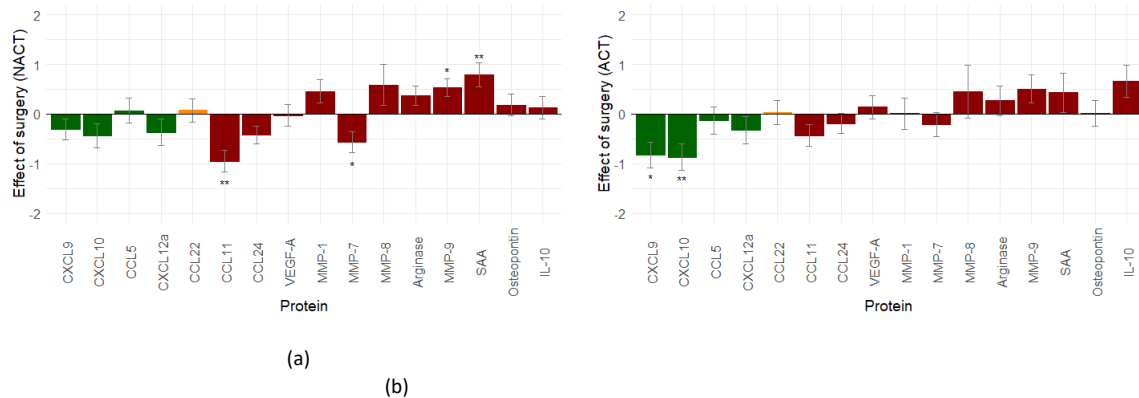 Effect of surgery (NACT)
2
1
0
-1
-2
*
**
**
*
CXCL9
CXCL10
CCL5
CXCL12a
CCL22
CCL11
CCL24
VEGF-A
MMP-1
MMP-7
MMP-8
Arginase
MMP-9
SAA
Osteopontin
IL-10
Protein
(a)
Effect of surgery (ACT)
2
1
0
-1
-2
*
**
CXCL9
CXCL10
CCL5
CXCL12a
CCL22
CCL11
CCL24
VEGF-A
MMP-1
MMP-7
MMP-8
Arginase
MMP-9
SAA
Osteopontin
IL-10
Protein
(b)